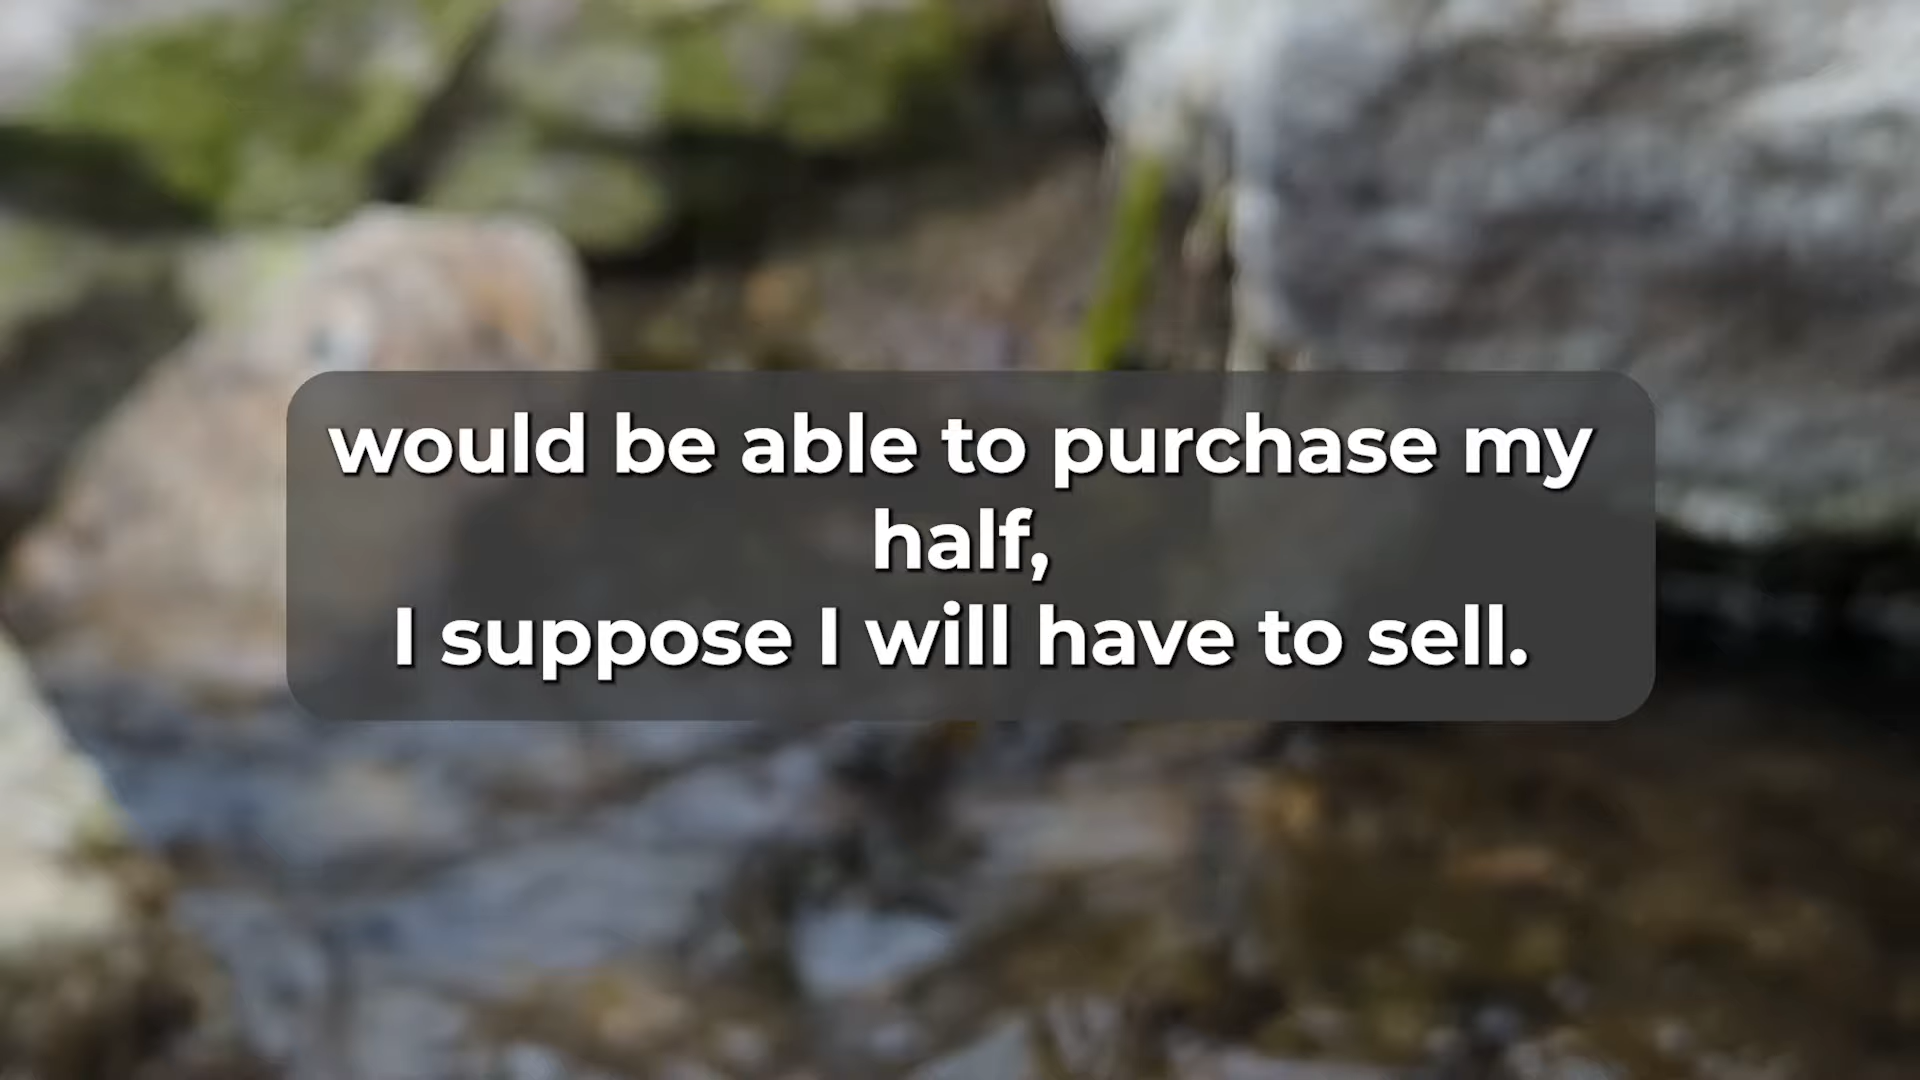 would be able to purchase my
half,
I suppose I will have to sell.